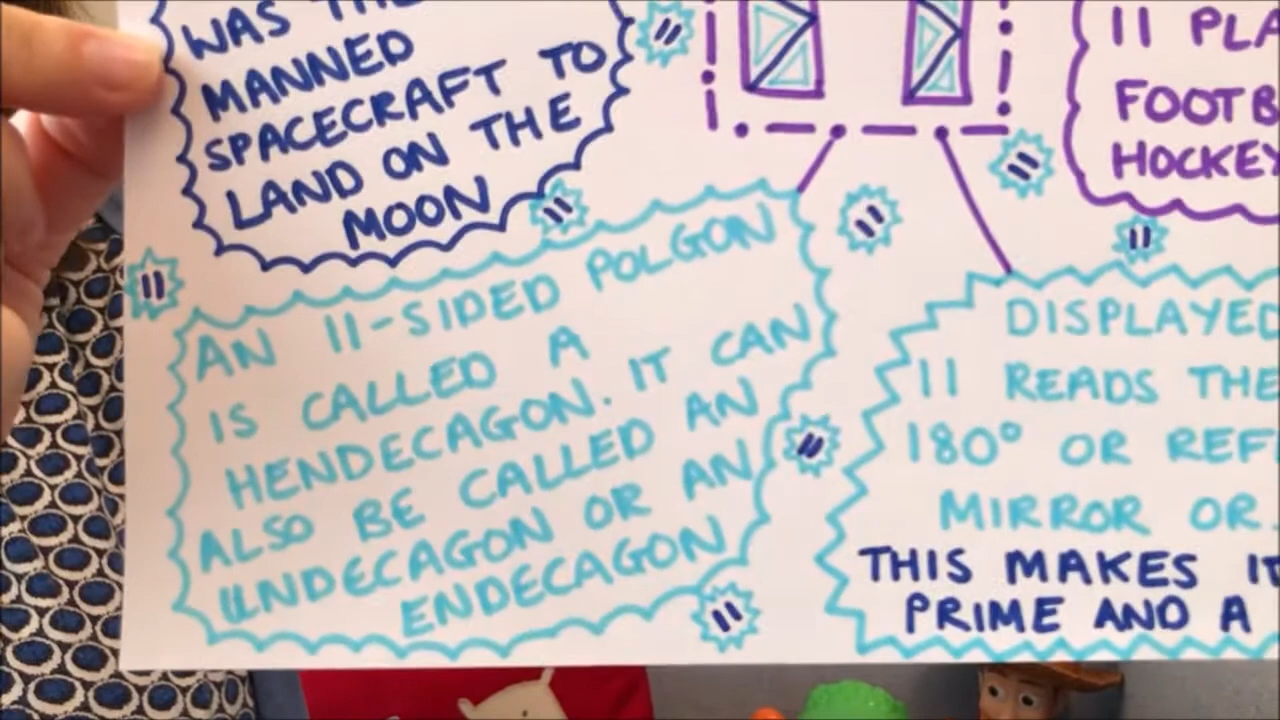 WAS THE
MANNED
SPACECRAFT TO
LAND ON THE
MOON
11 PLA
FOOTB
HOCKEY
AN 11-SIDED POLGON
IS CALLED A
HENDECAGON. IT CAN
ALSO BE CALLED AN
UNDECAGON OR AN
ENDECAGON
DISPLAYED
11 READS THE
180° OR REF
MIRROR OR
THIS MAKES IT
PRIME AND A
11
11
11
11
11
11
11
11